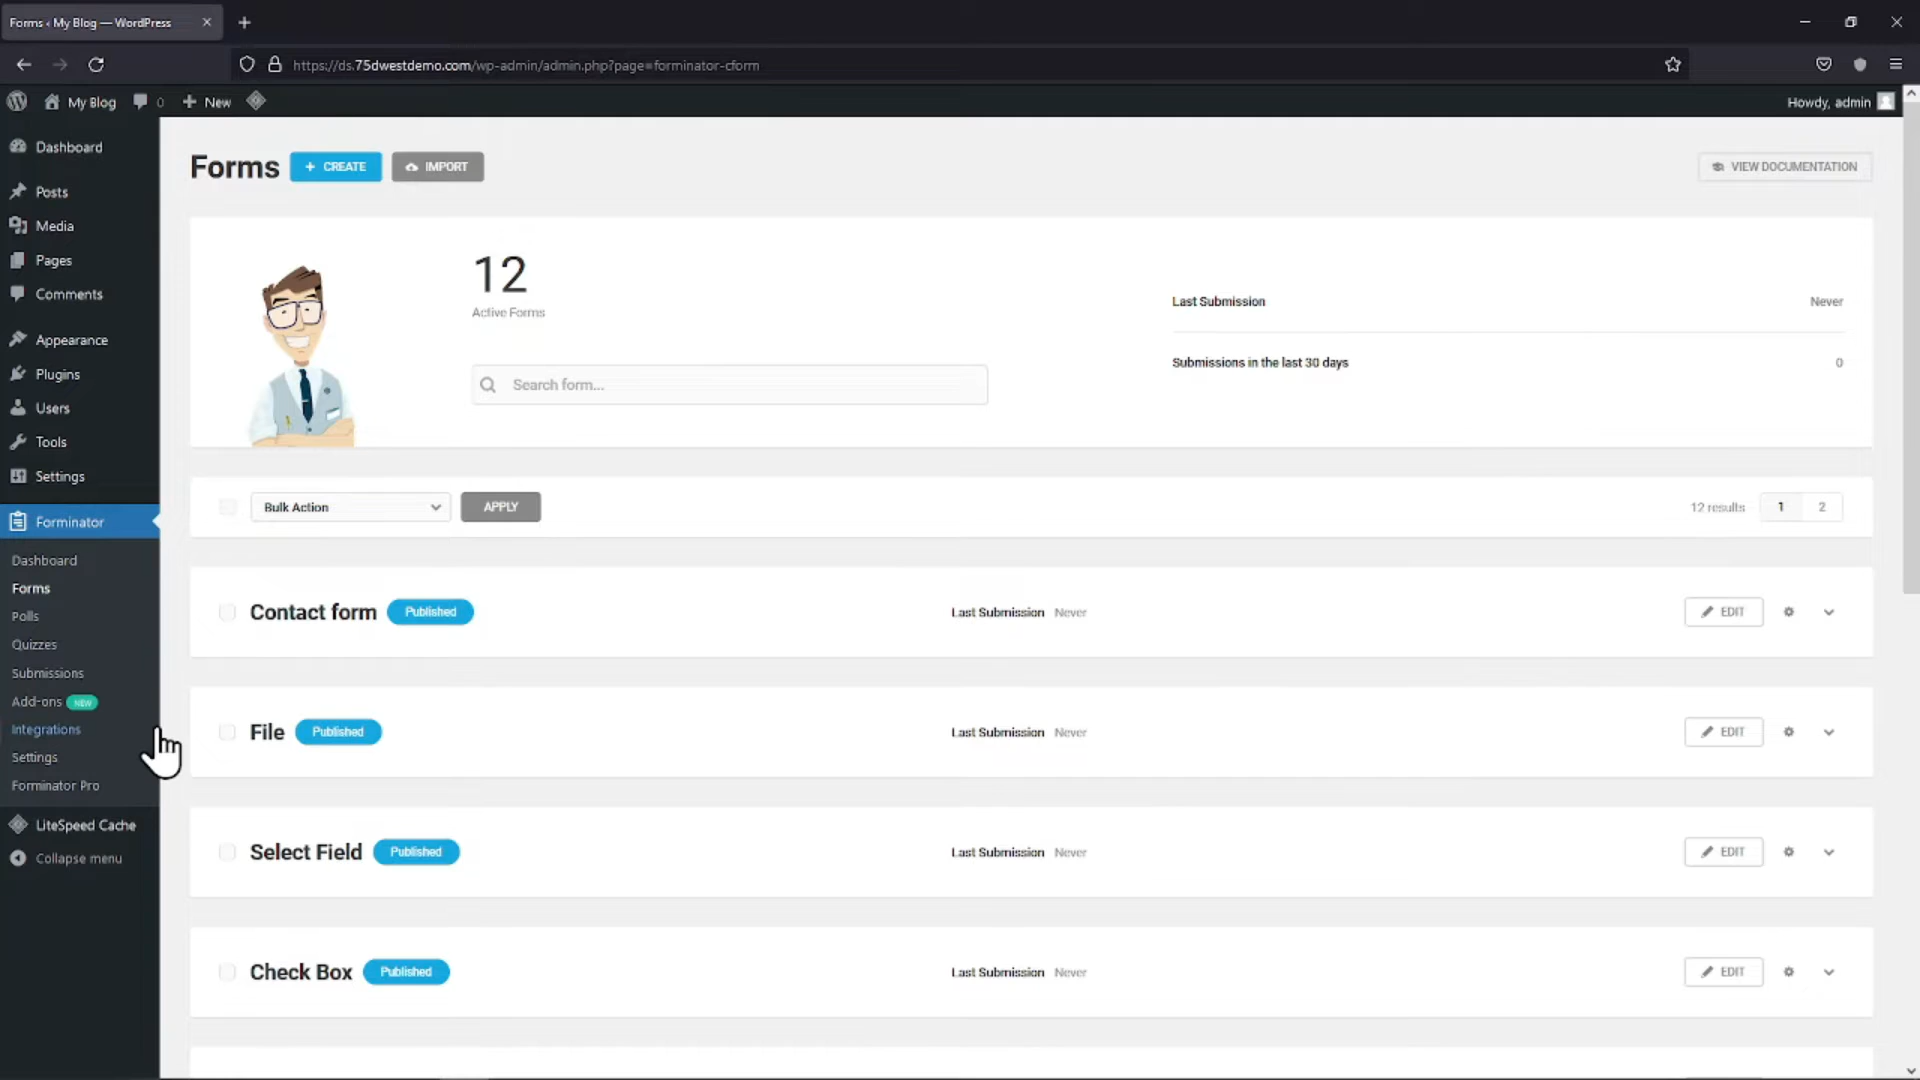 Forms ‹ My Blog — WordPress
https://ds.75dwestdemo.com/wp-admin/admin.php?page=forminator-cform
My Blog 0 New
Howdy, admin
Dashboard
Posts
Media
Pages
Comments
Appearance
Plugins
Users
Tools
Settings
Forminator
Dashboard
Forms
Polls
Quizzes
Submissions
Add-ons NEW
Integrations
Settings
Forminator Pro
LiteSpeed Cache
Collapse menu
Forms + CREATE IMPORT
VIEW DOCUMENTATION
12
Active Forms
Search form...
Last Submission Never
Submissions in the last 30 days 0
Bulk Action APPLY
12 results 1 2
Contact form Published Last Submission Never EDIT
File Published Last Submission Never EDIT
Select Field Published Last Submission Never EDIT
Check Box Published Last Submission Never EDIT